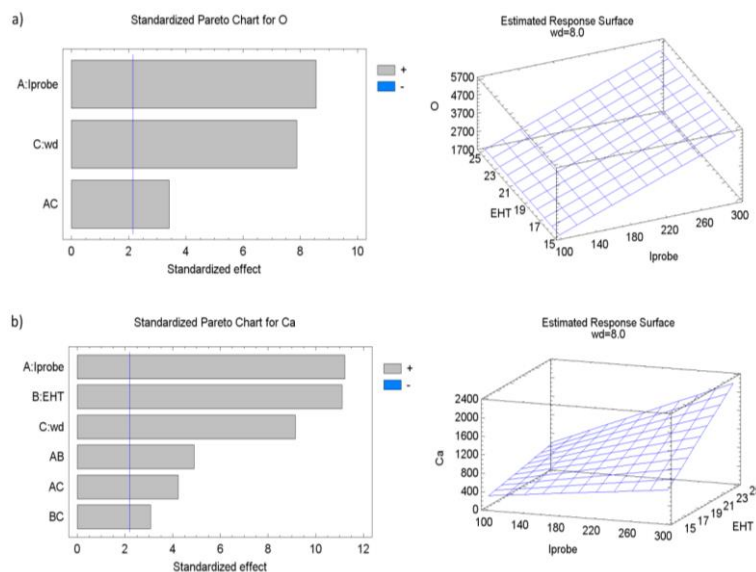 a)
Standardized Pareto Chart for O
A:Iprobe
C:wd
AC
0 2 4 6 8 10
Standardized effect
+
-
Estimated Response Surface
wd=8.0
O
5700
4700
3700
2700
1700
25
23
21
19
17
15
EHT
100 140 180 220 260 300
Iprobe
b)
Standardized Pareto Chart for Ca
A:Iprobe
B:EHT
C:wd
AB
AC
BC
0 2 4 6 8 10 12
Standardized effect
+
-
Estimated Response Surface
wd=8.0
Ca
2400
2000
1600
1200
800
400
0
100 140 180 220 260 300
Iprobe
15 17 19 21 23
EHT